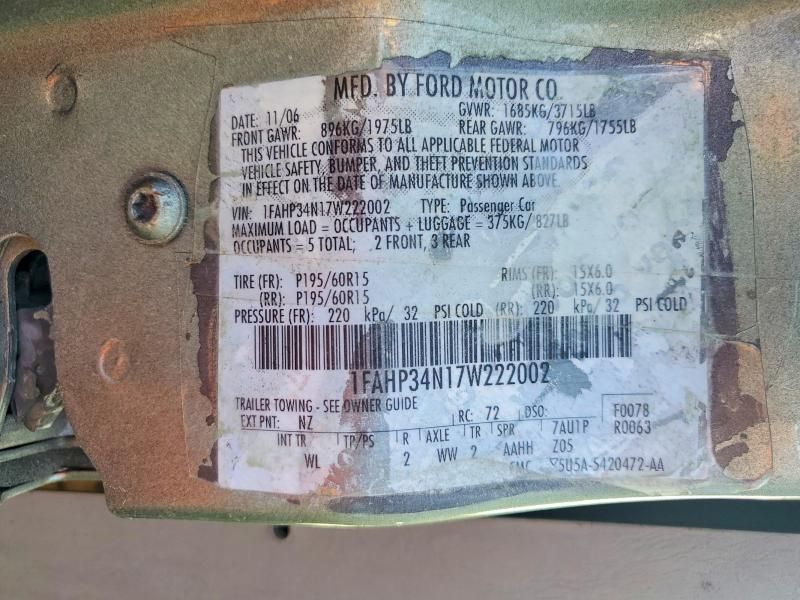 MFD. BY FORD MOTOR CO.
DATE: 11/06 GVWR: 1685KG/3715LB
FRONT GAWR: 896KG/1975LB REAR GAWR: 796KG/1755LB
THIS VEHICLE CONFORMS TO ALL APPLICABLE FEDERAL MOTOR
VEHICLE SAFETY, BUMPER, AND THEFT PREVENTION STANDARDS
IN EFFECT ON THE DATE OF MANUFACTURE SHOWN ABOVE.
VIN: 1FAHP34N17W222002 TYPE: Passenger Car
MAXIMUM LOAD = OCCUPANTS + LUGGAGE = 375KG/827LB
OCCUPANTS = 5 TOTAL; 2 FRONT, 3 REAR
TIRE (FR): P195/60R15 RIMS (FR): 15X6.0
(RR): P195/60R15 (RR): 15X6.0
PRESSURE (FR): 220 kPa/ 32 PSI COLD (RR): 220 kPa/ 32 PSI COLD
1FAHP34N17W222002
TRAILER TOWING - SEE OWNER GUIDE
F0078
EXT PNT: NZ RC: 72 DSO: R0063
INT TR TP/PS R AXLE TR SPR 7AU1P
WL 2 WW 2 AAHH Z0S
5U5A-S420472-AA